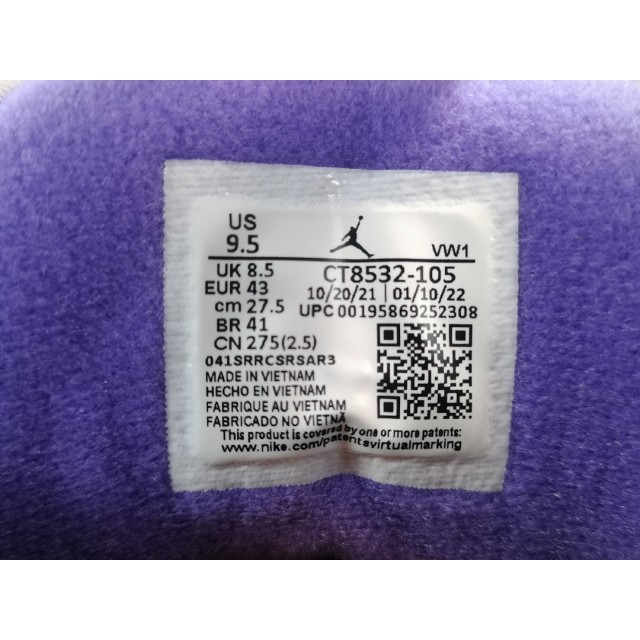 US
9.5
VW1
UK 8.5
EUR 43
cm 27.5
BR 41
CN 275(2.5)
CT8532-105
10/20/21 | 01/10/22
UPC 00195869252308
041SRRCSRSAR3
MADE IN VIETNAM
HECHO EN VIETNAM
FABRIQUE AU VIETNAM
FABRICADO NO VIETNÃ
This product is covered by one or more patents:
www.nike.com/patentsvirtualmarking